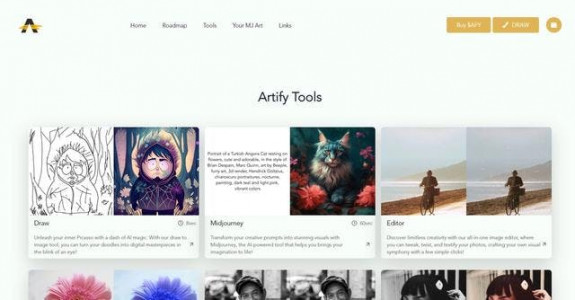 Home Roadmap Tools Your MJ Art Links Buy $AFY DRAW
Artify Tools
Portrait of a Turkish Angora Cat resting on
flowers, cute and adorable, in the style of
Brian Despain, Marc Quinn, art by Beeple,
funy art, 3d render, Hendrick Goltzius,
chiaroscuro portraitures, nocturne,
painting, dark teal and light pink,
vibrant colors
Draw
Unleash your inner Picasso with a dash of AI magic. With our draw to
image tool, you can turn your doodles into digital masterpieces in
the blink of an eye!
Midjourney 60sec
Transform your creative prompts into stunning visuals with
Midjourney, the AI-powered tool that helps you brings your
imagination to life!
Editor
Discover limitless creativity with our all in one image editor, where
you can tweak, twist, and testify your photos, crafting your own visual
symphony with a few simple clicks!